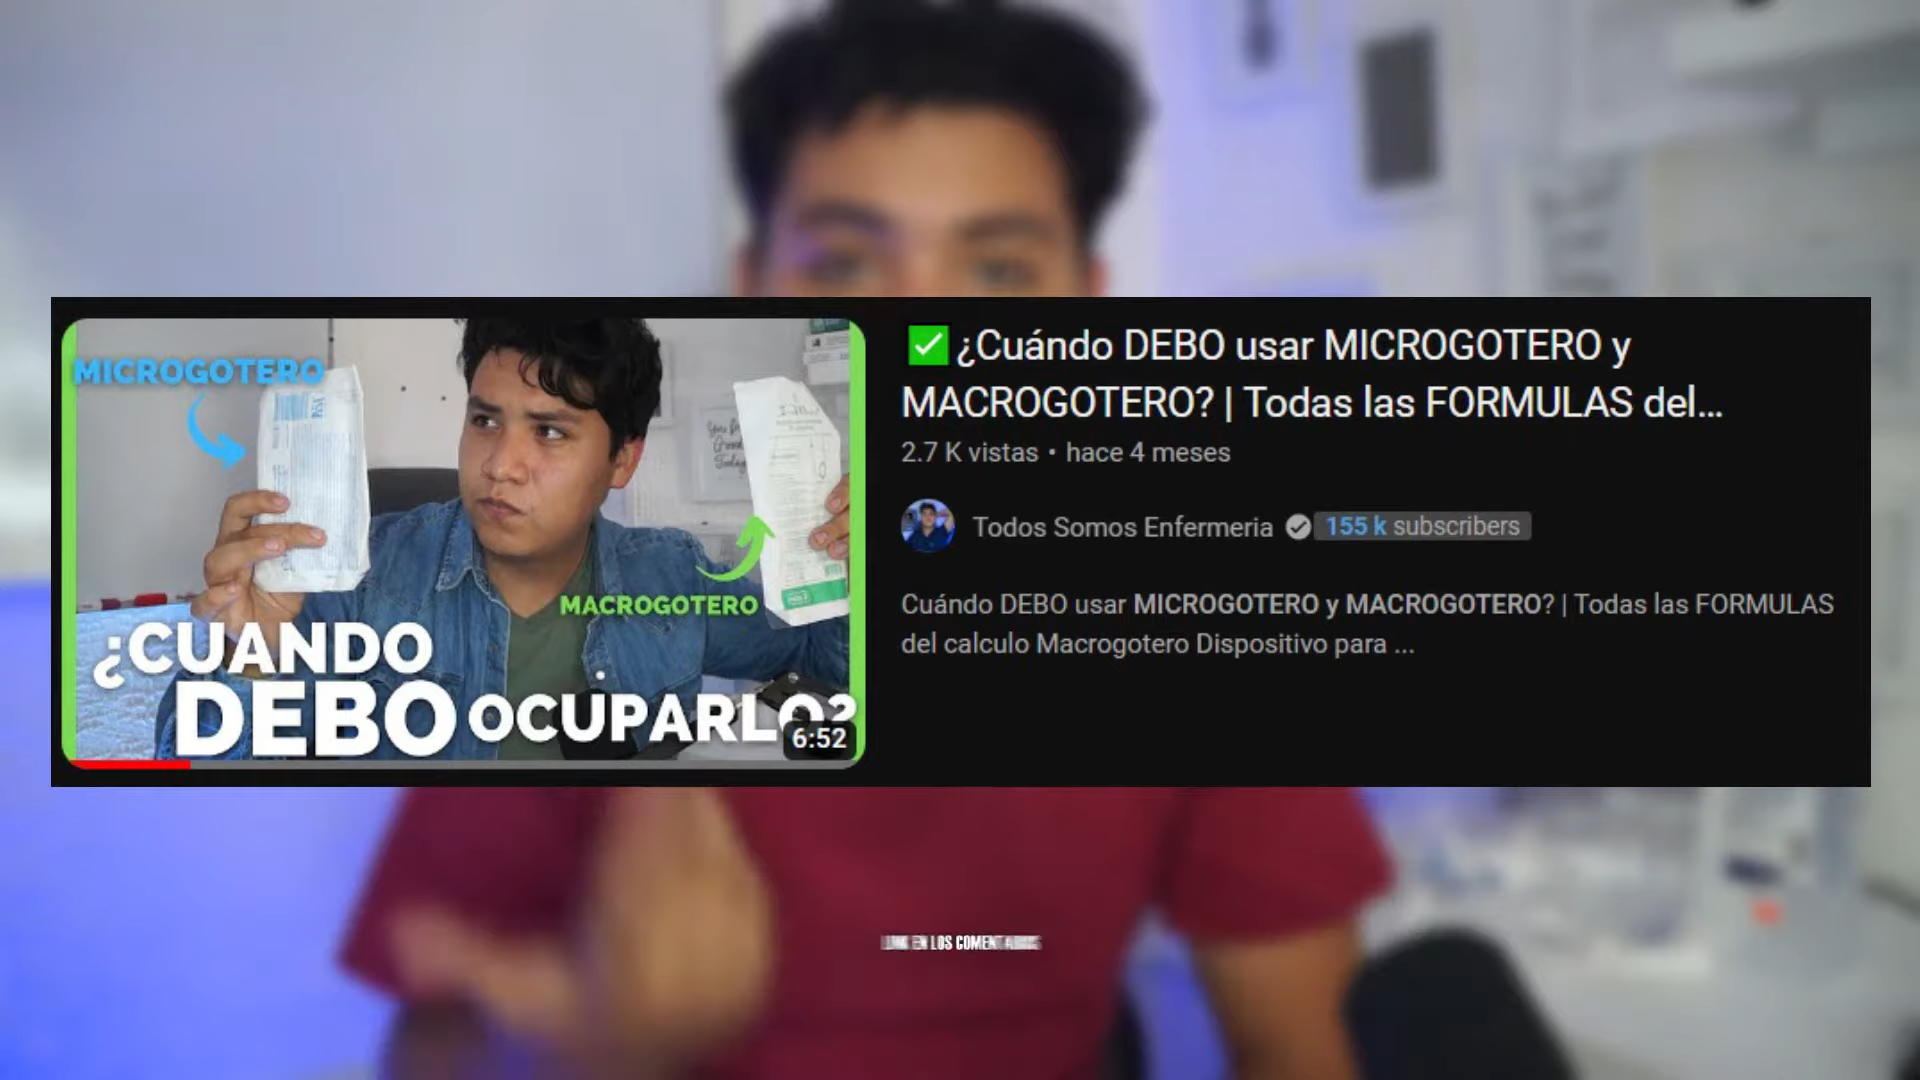 MICROGOTERO
MACROGOTERO
¿CUANDO
DEBO OCUPARLO?
6:52
✅ ¿Cuándo DEBO usar MICROGOTERO y
MACROGOTERO? | Todas las FORMULAS del...
2.7 K vistas • hace 4 meses
Todos Somos Enfermeria
155 k subscribers
Cuándo DEBO usar MICROGOTERO y MACROGOTERO? | Todas las FORMULAS
del calculo Macrogotero Dispositivo para ...
LINK EN LOS COMENTARIOS